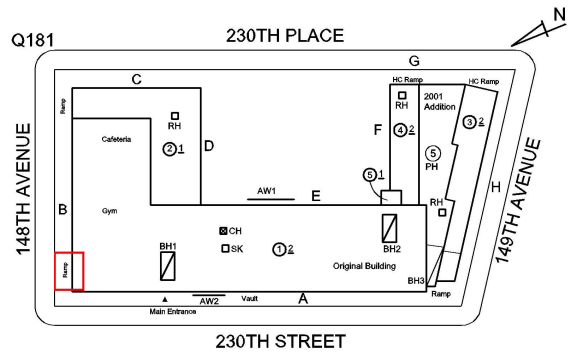 N
Q181
230TH PLACE
G
C
HC Ramp
HC Ramp
Ramp
RH
RH
2001
Addition
3 2
Cafeteria
F
4 2
2 1
D
5
PH
148TH AVENUE
5 1
H
AW1
E
B
Gym
RH
149TH AVENUE
CH
SK
BH1
1 2
BH2
Ramp
Original Building
BH3
Ramp
AW2
Vault
A
Main Entrance
230TH STREET